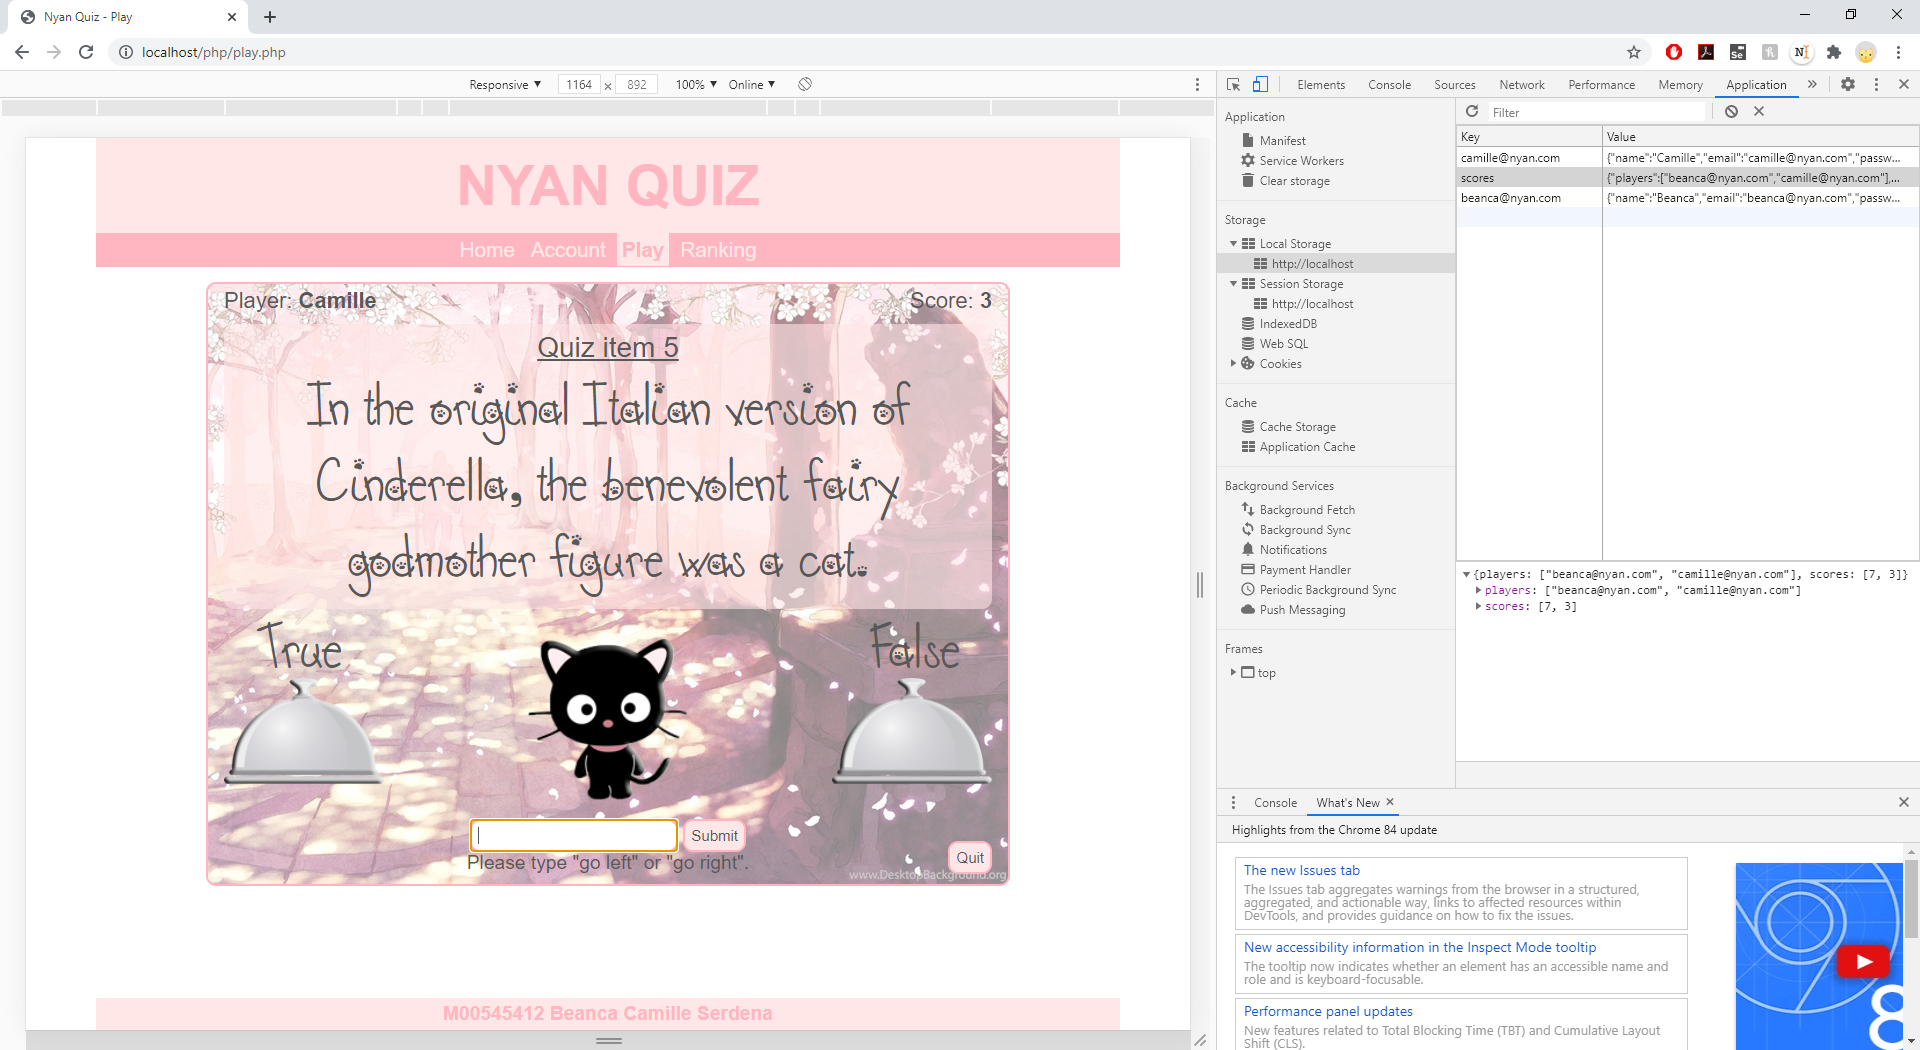 Nyan Quiz - Play
localhost/php/play.php
Responsive 1164 × 892 100% Online
NYAN QUIZ
Home Account Play Ranking
Player: Camille Score: 3
Quiz item 5
In the original Italian version of
Cinderella, the benevolent fairy
godmother figure was a cat.
True False
Submit
Please type "go left" or "go right".
Quit
www.DesktopBackground.org
M00545412 Beanca Camille Serdena
Elements Console Sources Network Performance Memory Application
Application
Manifest
Service Workers
Clear storage
Storage
Local Storage
http://localhost
Session Storage
http://localhost
IndexedDB
Web SQL
Cookies
Cache
Cache Storage
Application Cache
Background Services
Background Fetch
Background Sync
Notifications
Payment Handler
Periodic Background Sync
Push Messaging
Frames
top
Filter
Key Value
camille@nyan.com {"name":"Camille","email":"camille@nyan.com","passw...
scores {"players":["beanca@nyan.com","camille@nyan.com"],...
beanca@nyan.com {"name":"Beanca","email":"beanca@nyan.com","passw...
{players: ["beanca@nyan.com", "camille@nyan.com"], scores: [7, 3]}
players: ["beanca@nyan.com", "camille@nyan.com"]
scores: [7, 3]
Console What's New
Highlights from the Chrome 84 update
The new Issues tab
The Issues tab aggregates warnings from the browser in a structured,
aggregated, and actionable way, links to affected resources within
DevTools, and provides guidance on how to fix the issues.
New accessibility information in the Inspect Mode tooltip
The tooltip now indicates whether an element has an accessible name and
role and is keyboard-focusable.
Performance panel updates
New features related to Total Blocking Time (TBT) and Cumulative Layout
Shift (CLS).
8